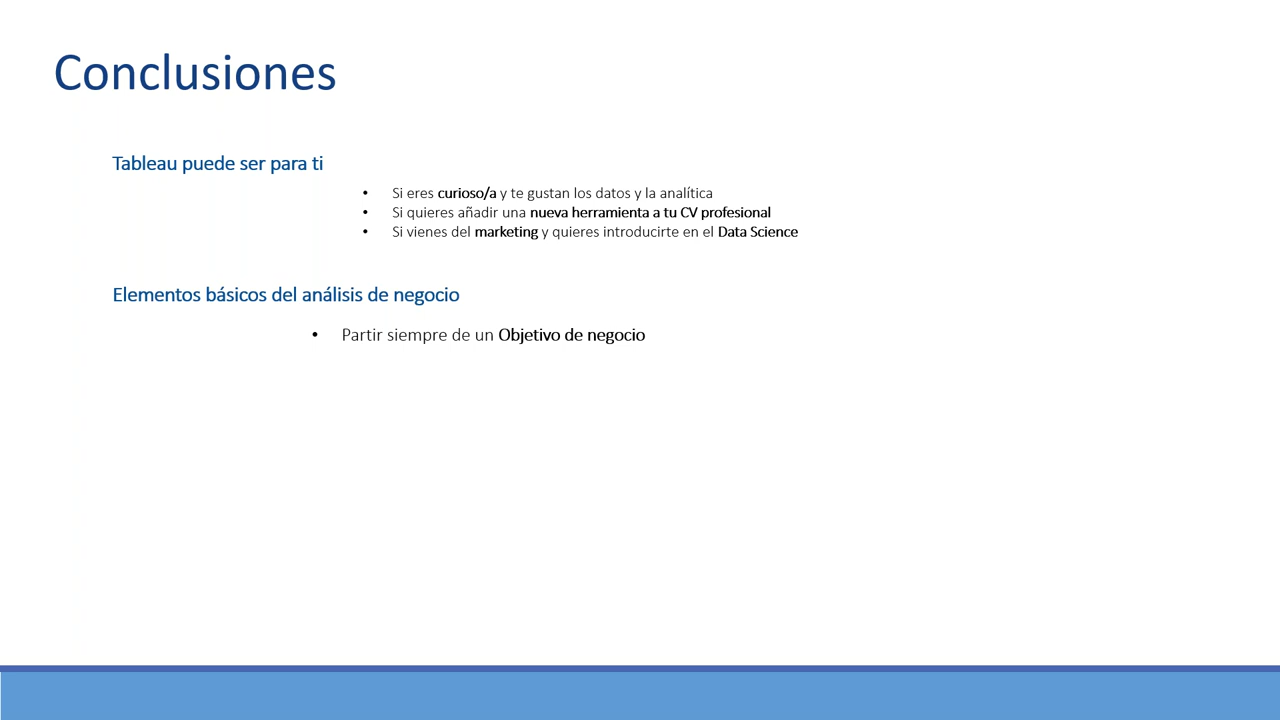 Conclusiones
Tableau puede ser para ti
• Si eres curioso/a y te gustan los datos y la analítica
• Si quieres añadir una nueva herramienta a tu CV profesional
• Si vienes del marketing y quieres introducirte en el Data Science
Elementos básicos del análisis de negocio
• Partir siempre de un Objetivo de negocio